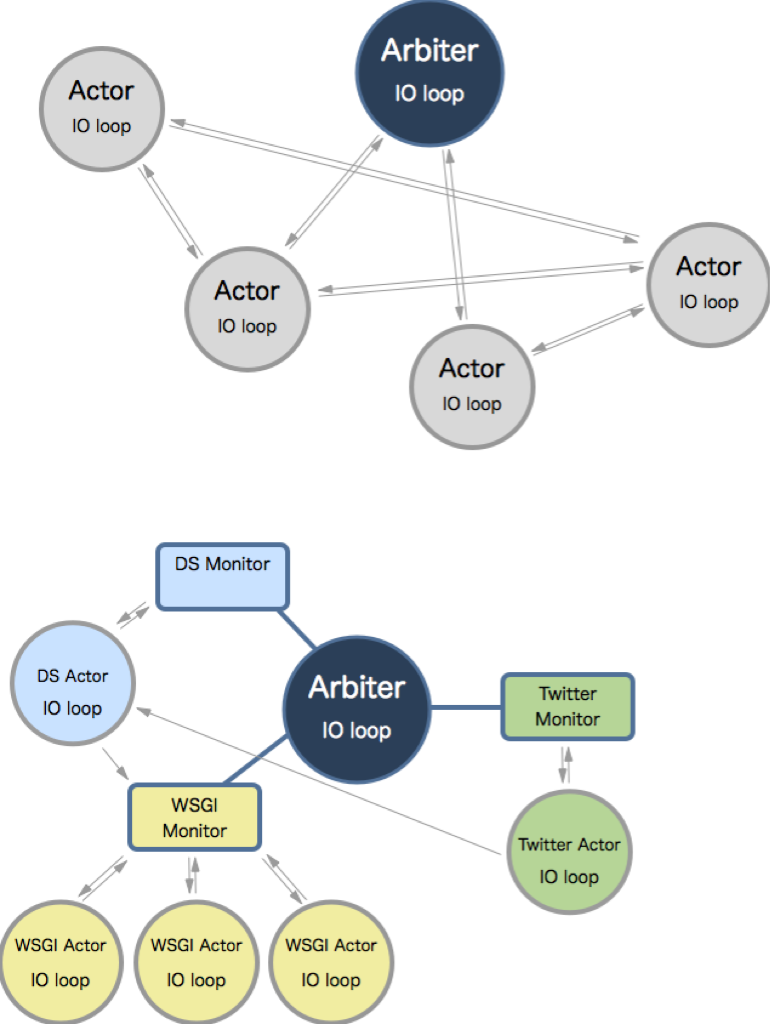 Arbiter
IO loop
Actor
IO loop
Actor
IO loop
Actor
IO loop
Actor
IO loop
DS Monitor
DS Actor
IO loop
Arbiter
IO loop
Twitter
Monitor
WSGI
Monitor
Twitter Actor
IO loop
WSGI Actor
IO loop
WSGI Actor
IO loop
WSGI Actor
IO loop